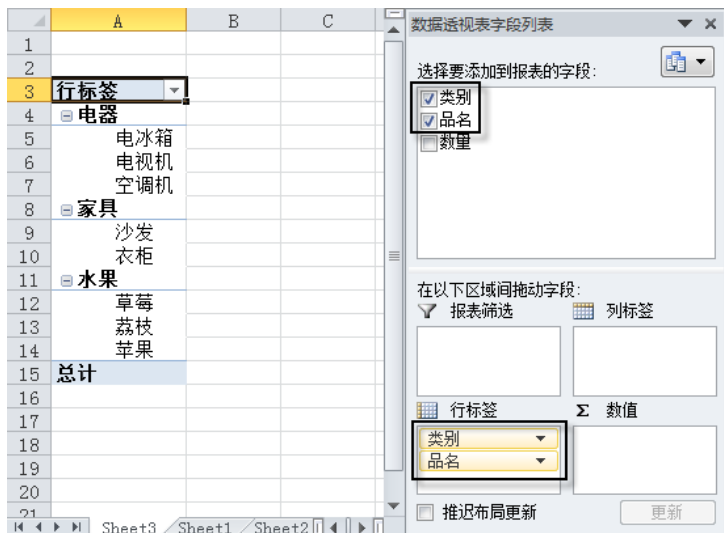 A B C
1
2
3 行标签
4 电器
5 电冰箱
6 电视机
7 空调机
8 家具
9 沙发
10 衣柜
11 水果
12 草莓
13 荔枝
14 苹果
15 总计
16
17
18
19
20
21
Sheet3 Sheet1 Sheet2
数据透视表字段列表
选择要添加到报表的字段:
类别
品名
数量
在以下区域间拖动字段:
报表筛选 列标签
行标签 Σ 数值
类别
品名
推迟布局更新 更新